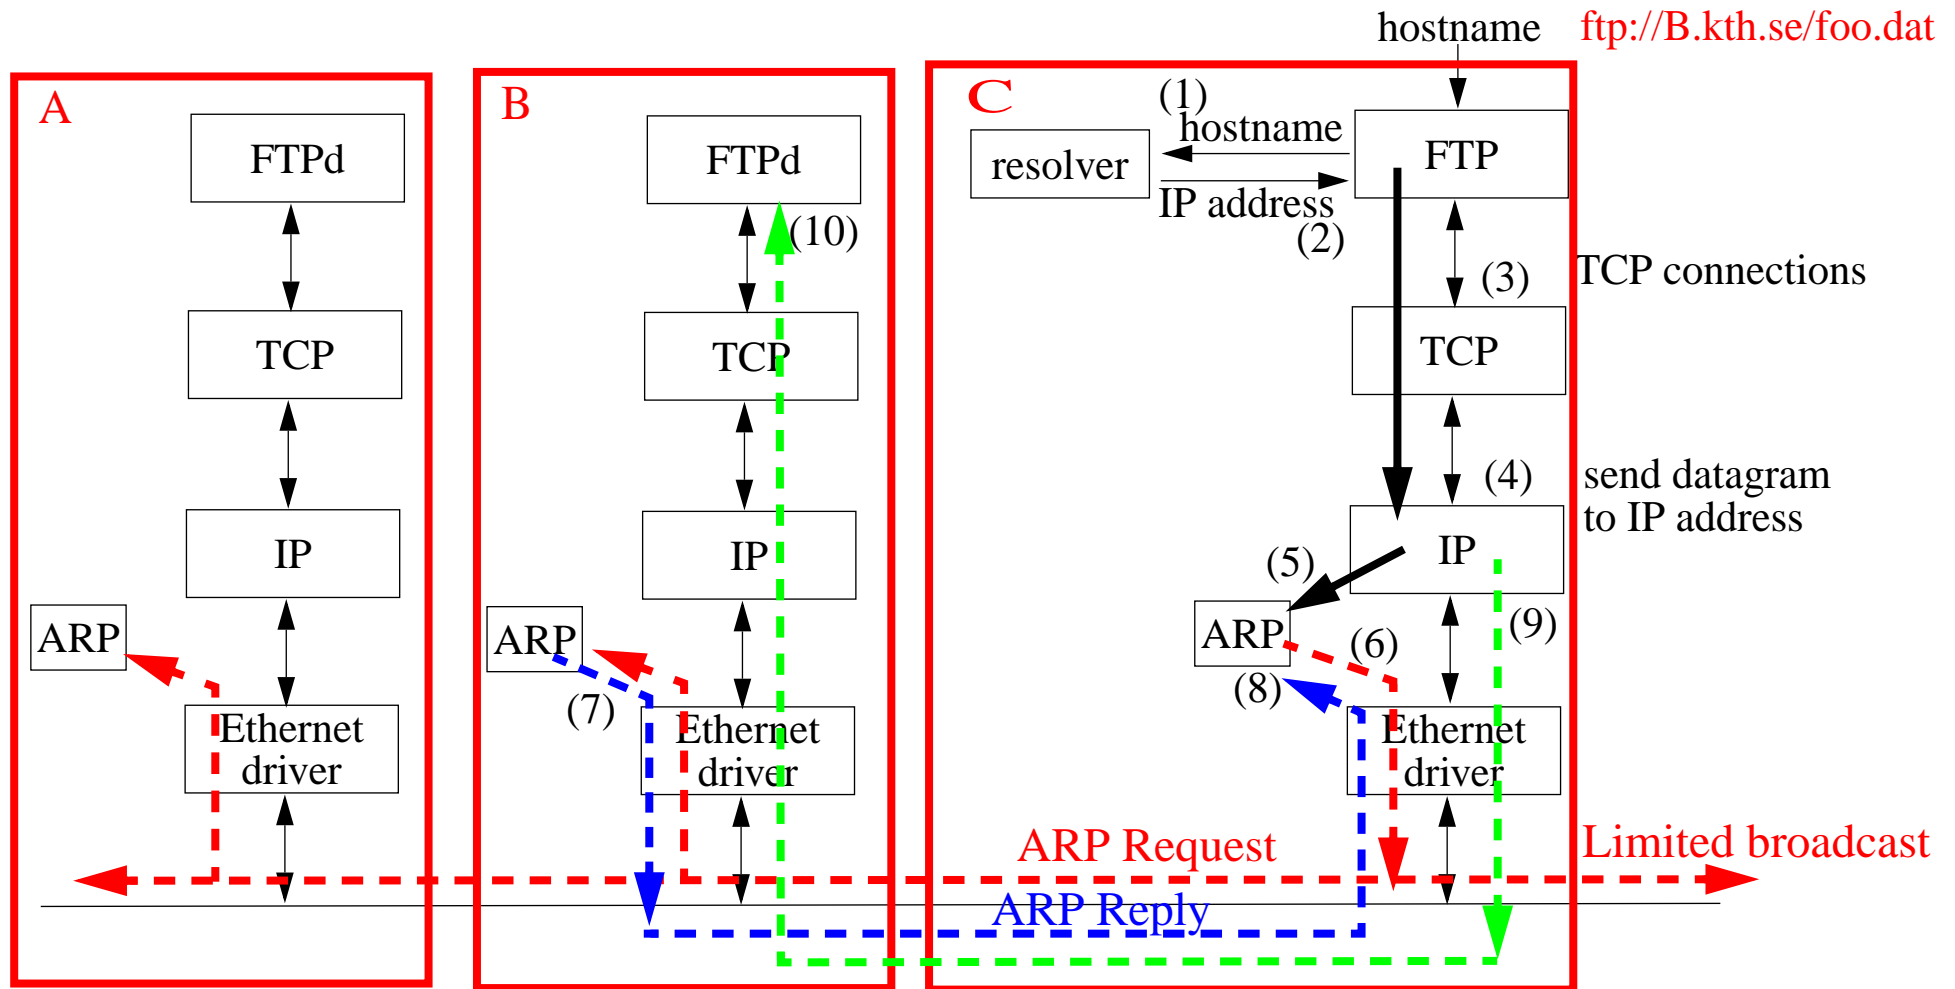 hostname ftp://B.kth.se/foo.dat
A
FTPd
TCP
IP
ARP
Ethernet
driver
B
FTPd
(10)
TCP
IP
ARP
(7)
Ethernet
driver
C
(1)
hostname
resolver
FTP
IP address
(2)
(3)
TCP connections
TCP
(4)
send datagram
to IP address
IP
(5)
ARP
(6)
(9)
(8)
Ethernet
driver
ARP Request
Limited broadcast
ARP Reply